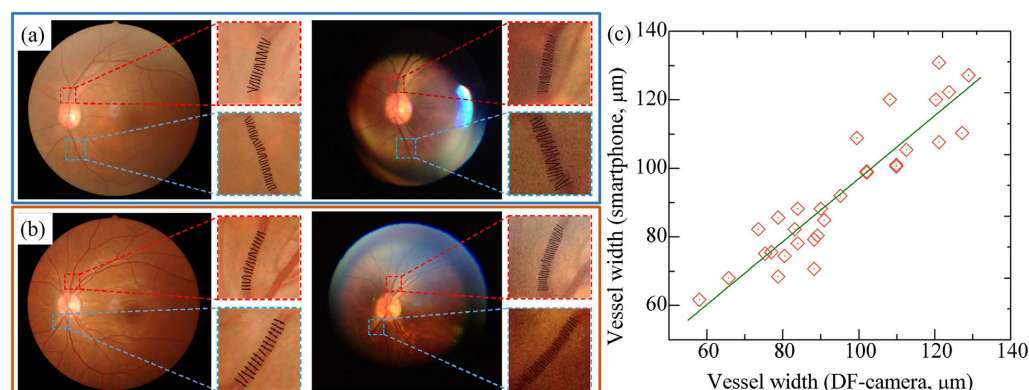 (a)
(b)
(c)
Vessel width (smartphone, μm)
140
120
100
80
60
60
80
100
120
140
Vessel width (DF-camera, μm)